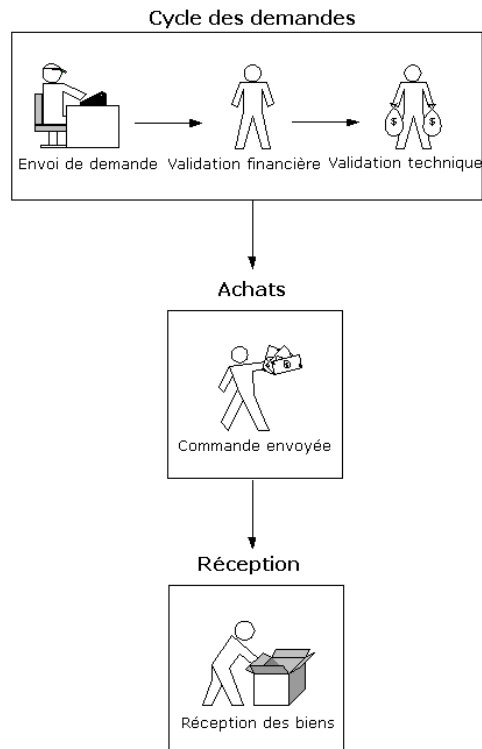 Cycle des demandes
Envoi de demande Validation financière Validation technique
$ $
Achats
Commande envoyée
Réception
Réception des biens